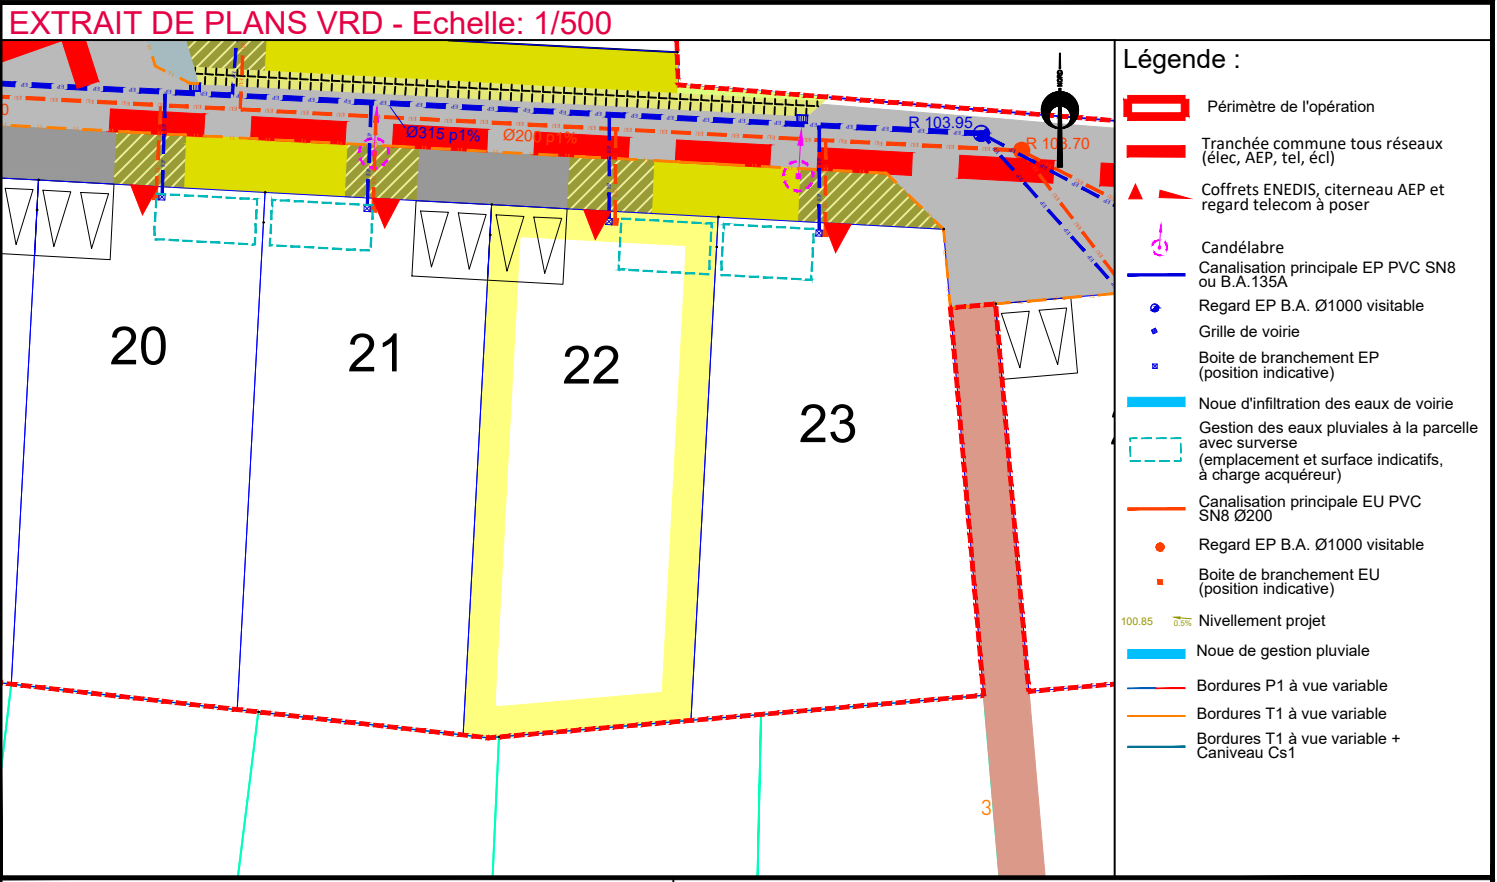 EXTRAIT DE PLANS VRD - Echelle: 1/500
R 103.95
R 103.70
Ø315 p1%
Ø200 p1%
20
21
22
23
3
NORD
Légende :
Périmètre de l'opération
Tranchée commune tous réseaux
(élec, AEP, tel, écl)
Coffrets ENEDIS, citerneau AEP et
regard telecom à poser
Candélabre
Canalisation principale EP PVC SN8
ou B.A.135A
Regard EP B.A. Ø1000 visitable
Grille de voirie
Boite de branchement EP
(position indicative)
Noue d'infiltration des eaux de voirie
Gestion des eaux pluviales à la parcelle
avec surverse
(emplacement et surface indicatifs,
à charge acquéreur)
Canalisation principale EU PVC
SN8 Ø200
Regard EP B.A. Ø1000 visitable
Boite de branchement EU
(position indicative)
100.85 0.5% Nivellement projet
Noue de gestion pluviale
Bordures P1 à vue variable
Bordures T1 à vue variable
Bordures T1 à vue variable +
Caniveau Cs1